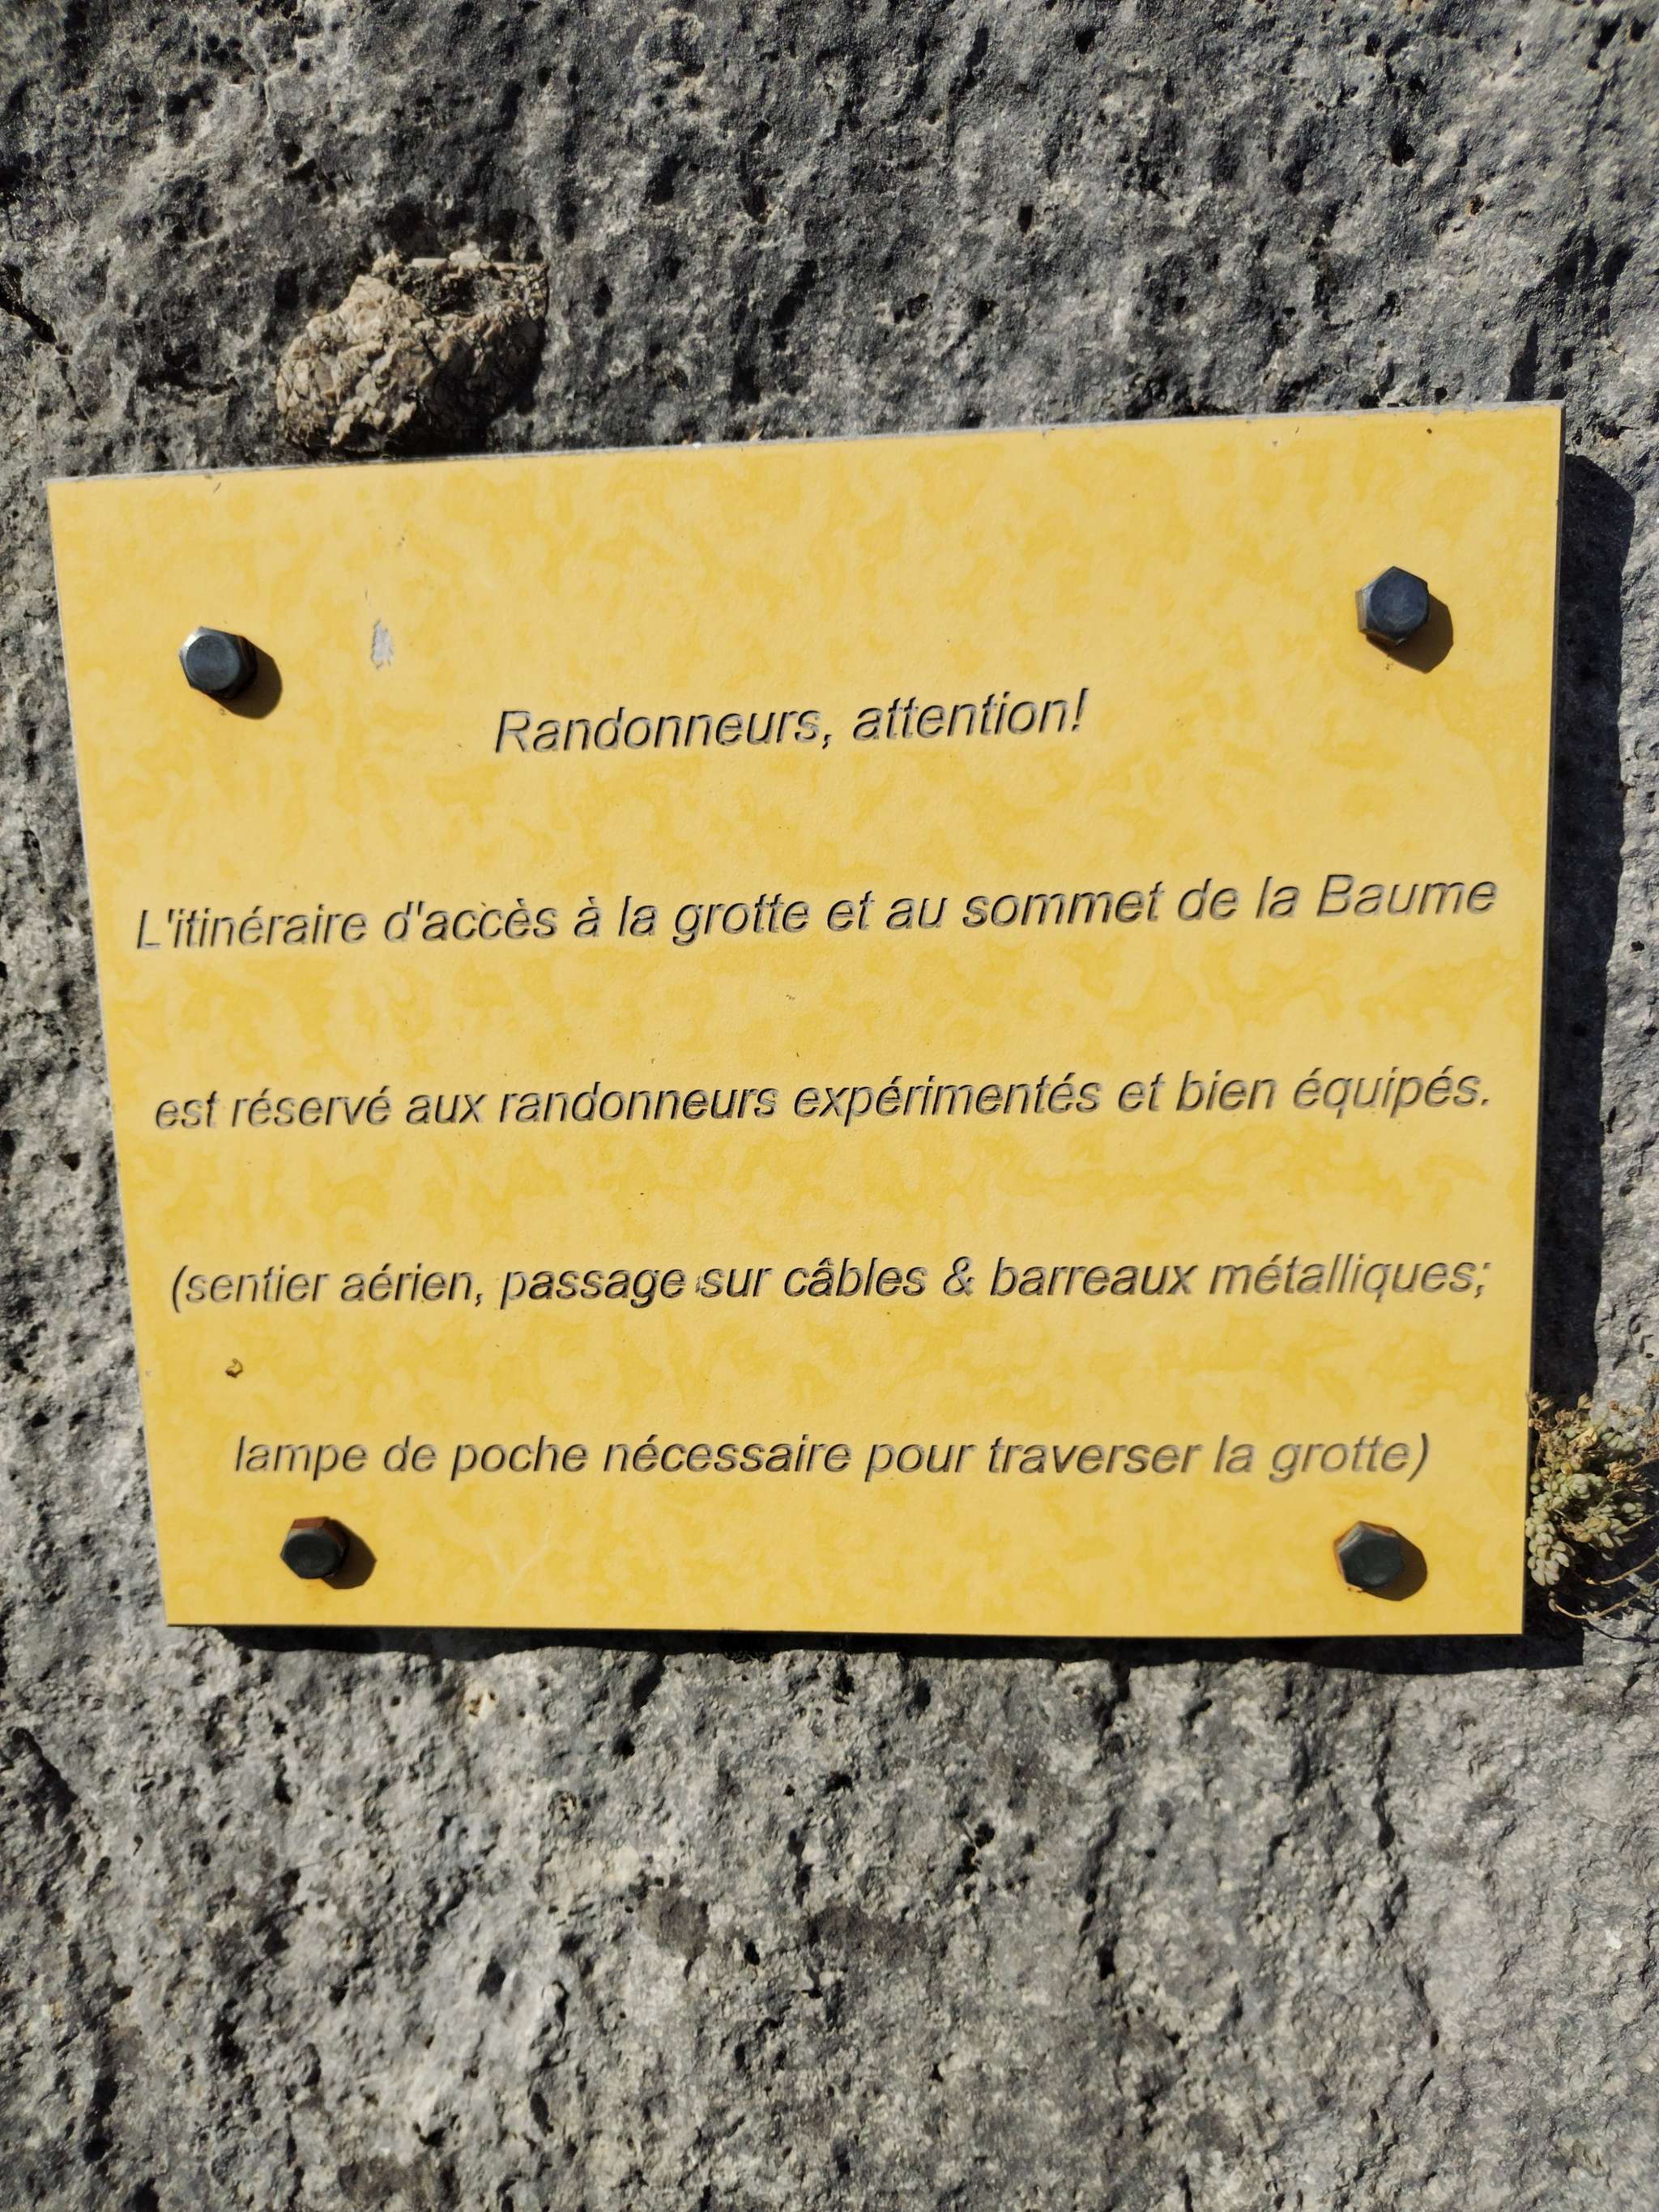 Randonneurs, attention!
L'itinéraire d'accès à la grotte et au sommet de la Baume
est réservé aux randonneurs expérimentés et bien équipés.
(sentier aérien, passage sur câbles & barreaux métalliques;
lampe de poche nécessaire pour traverser la grotte)